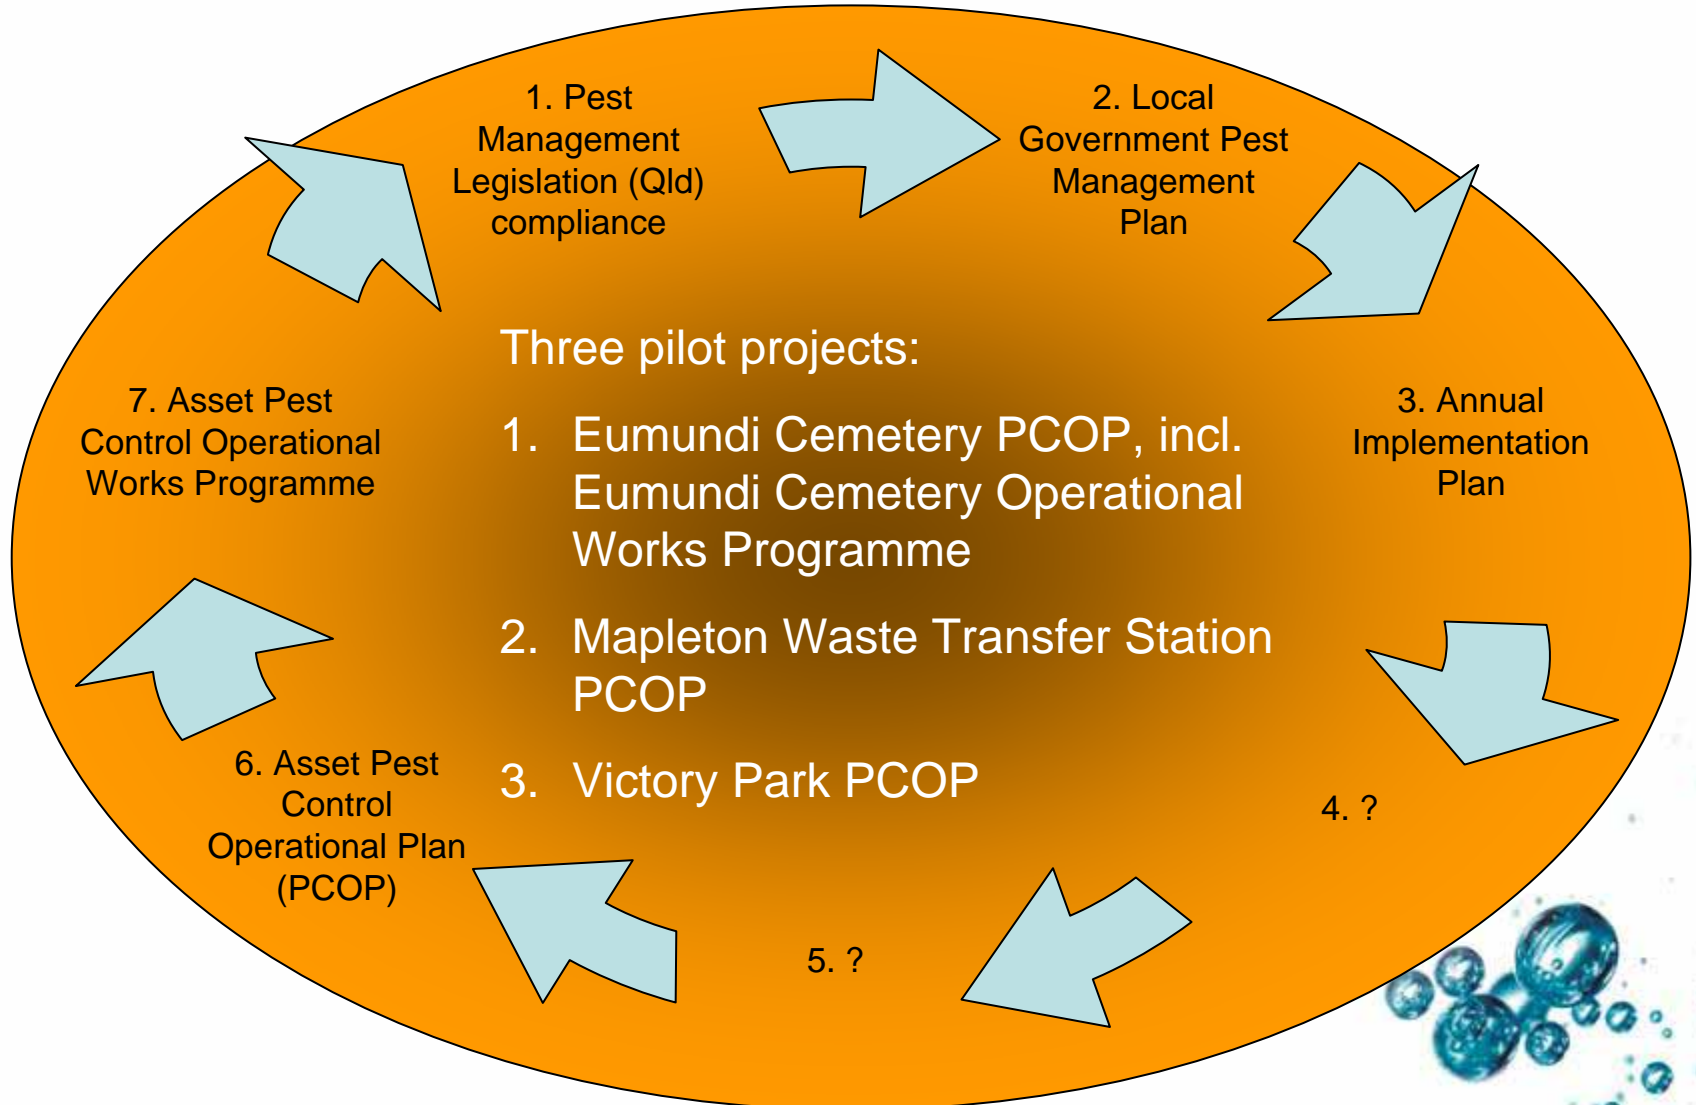 1. Pest
Management
Legislation (Qld)
compliance
2. Local
Government Pest
Management
Plan
3. Annual
Implementation
Plan
4. ?
5. ?
6. Asset Pest
Control
Operational Plan
(PCOP)
7. Asset Pest
Control Operational
Works Programme
Three pilot projects:
1. Eumundi Cemetery PCOP, incl.
Eumundi Cemetery Operational
Works Programme
2. Mapleton Waste Transfer Station
PCOP
3. Victory Park PCOP